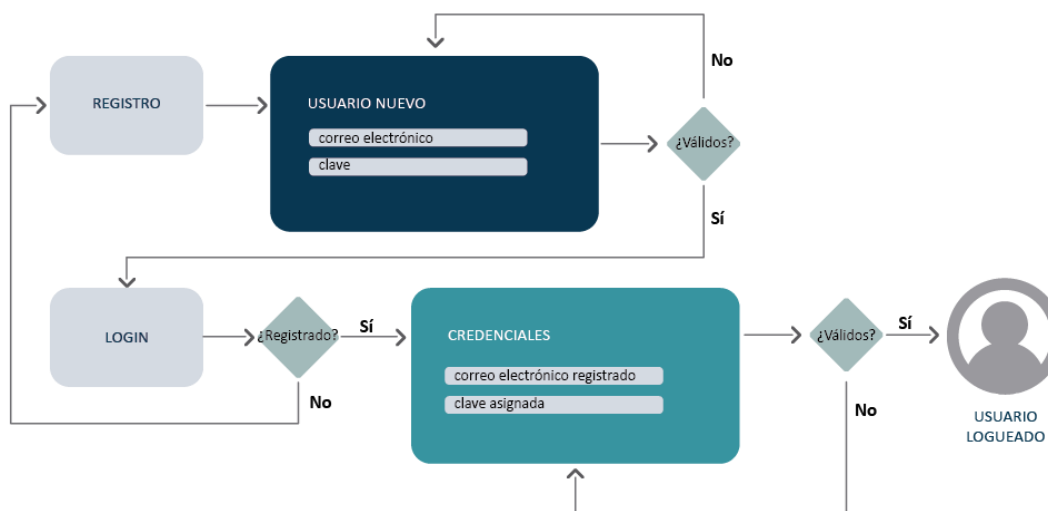 REGISTRO
USUARIO NUEVO
correo electrónico
clave
¿Válidos?
No
Sí
LOGIN
¿Registrado?
Sí
No
CREDENCIALES
correo electrónico registrado
clave asignada
¿Válidos?
Sí
No
USUARIO
LOGUEADO